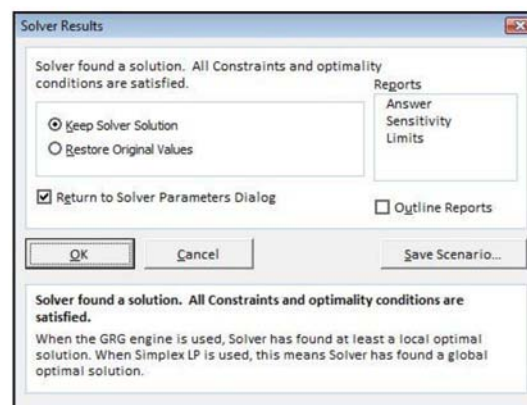 Solver Results
Solver found a solution. All Constraints and optimality
conditions are satisfied.
Reports
Answer
Sensitivity
Limits
Keep Solver Solution
Restore Original Values
Return to Solver Parameters Dialog
Outline Reports
OK
Cancel
Save Scenario...
Solver found a solution. All Constraints and optimality conditions are
satisfied.
When the GRG engine is used, Solver has found at least a local optimal
solution. When Simplex LP is used, this means Solver has found a global
optimal solution.